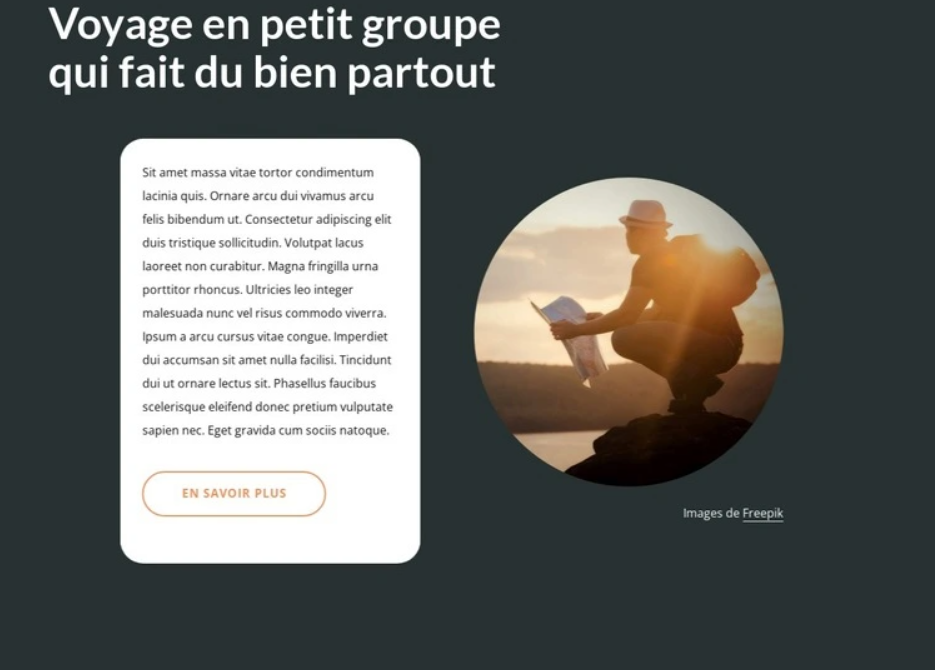 Voyage en petit groupe
qui fait du bien partout
Sit amet massa vitae tortor condimentum
lacinia quis. Ornare arcu dui vivamus arcu
felis bibendum ut. Consectetur adipiscing elit
duis tristique sollicitudin. Volutpat lacus
laoreet non curabitur. Magna fringilla urna
porttitor rhoncus. Ultricies leo integer
malesuada nunc vel risus commodo viverra.
Ipsum a arcu cursus vitae congue. Imperdiet
dui accumsan sit amet nulla facilisi. Tincidunt
dui ut ornare lectus sit. Phasellus faucibus
scelerisque eleifend donec pretium vulputate
sapien nec. Eget gravida cum sociis natoque.
EN SAVOIR PLUS
Images de Freepik